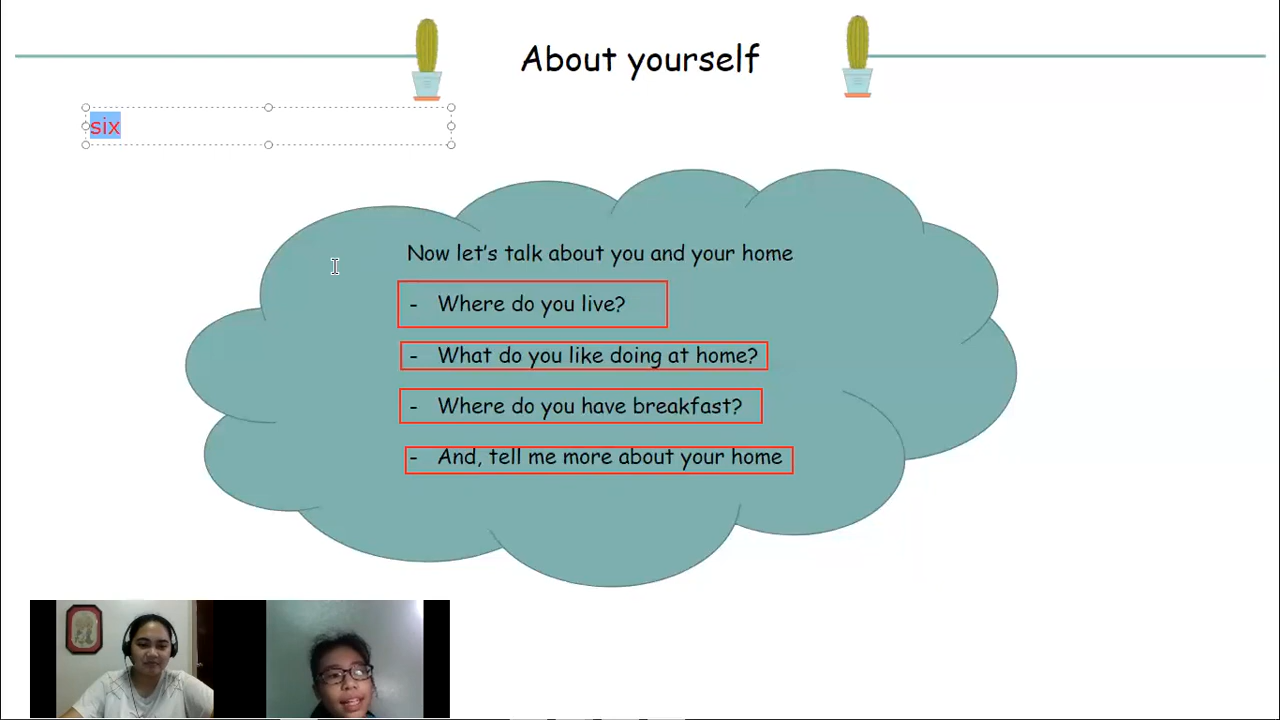 About yourself
six
Now let's talk about you and your home
- Where do you live?
- What do you like doing at home?
- Where do you have breakfast?
- And, tell me more about your home